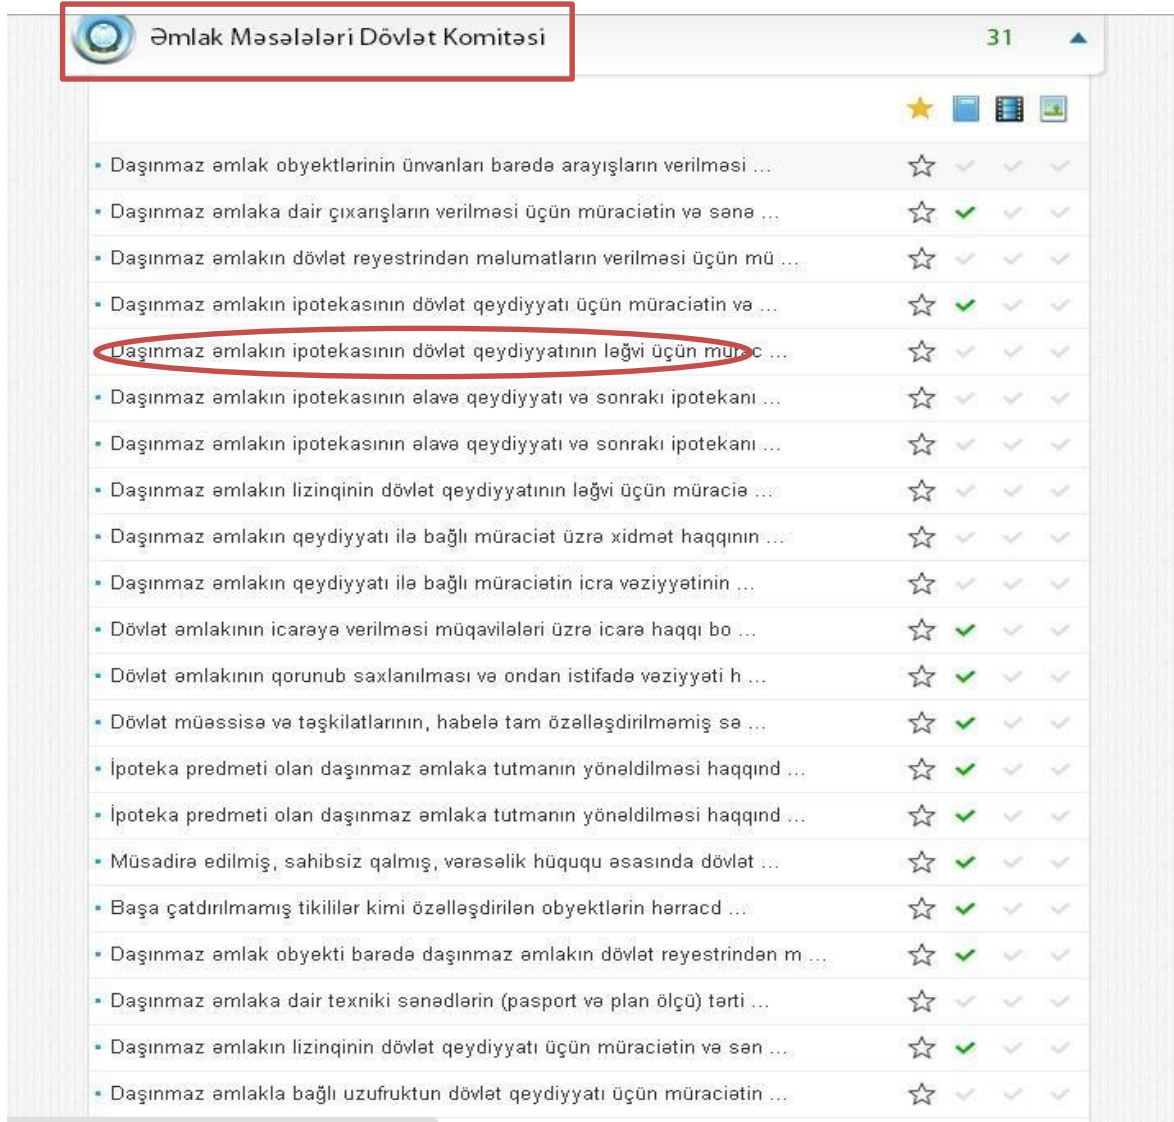 Əmlak Məsələləri Dövlət Komitəsi 31
Daşınmaz əmlak obyektlərinin ünvanları barədə arayışların verilməsi ...
Daşınmaz əmlaka dair çıxarışların verilməsi üçün müraciətin və sənə ...
Daşınmaz əmlakın dövlət reyestrindən məlumatların verilməsi üçün mü ...
Daşınmaz əmlakın ipotekasının dövlət qeydiyyatı üçün müraciətin və ...
Daşınmaz əmlakın ipotekasının dövlət qeydiyyatının ləğvi üçün mürac ...
Daşınmaz əmlakın ipotekasının əlavə qeydiyyatı və sonrakı ipotekanı ...
Daşınmaz əmlakın ipotekasının əlavə qeydiyyatı və sonrakı ipotekanı ...
Daşınmaz əmlakın lizinqinin dövlət qeydiyyatının ləğvi üçün müraciə ...
Daşınmaz əmlakın qeydiyyatı ilə bağlı müraciət üzrə xidmət haqqının ...
Daşınmaz əmlakın qeydiyyatı ilə bağlı müraciətin icra vəziyyətinin ...
Dövlət əmlakının icarəyə verilməsi müqavilələri üzrə icarə haqqı bo ...
Dövlət əmlakının qorunub saxlanılması və ondan istifadə vəziyyəti h ...
Dövlət müəssisə və təşkilatlarının, habelə tam özəlləşdirilməmiş sə ...
İpoteka predmeti olan daşınmaz əmlaka tutmanın yönəldilməsi haqqınd ...
İpoteka predmeti olan daşınmaz əmlaka tutmanın yönəldilməsi haqqınd ...
Müsadirə edilmiş, sahibsiz qalmış, vərəsəlik hüququ əsasında dövlət ...
Başa çatdırılmamış tikililər kimi özəlləşdirilən obyektlərin hərracd ...
Daşınmaz əmlak obyekti barədə daşınmaz əmlakın dövlət reyestrindən m ...
Daşınmaz əmlaka dair texniki sənədlərin (pasport və plan ölçü) tərti ...
Daşınmaz əmlakın lizinqinin dövlət qeydiyyatı üçün müraciətin və sən ...
Daşınmaz əmlakla bağlı uzufruktun dövlət qeydiyyatı üçün müraciətin ...